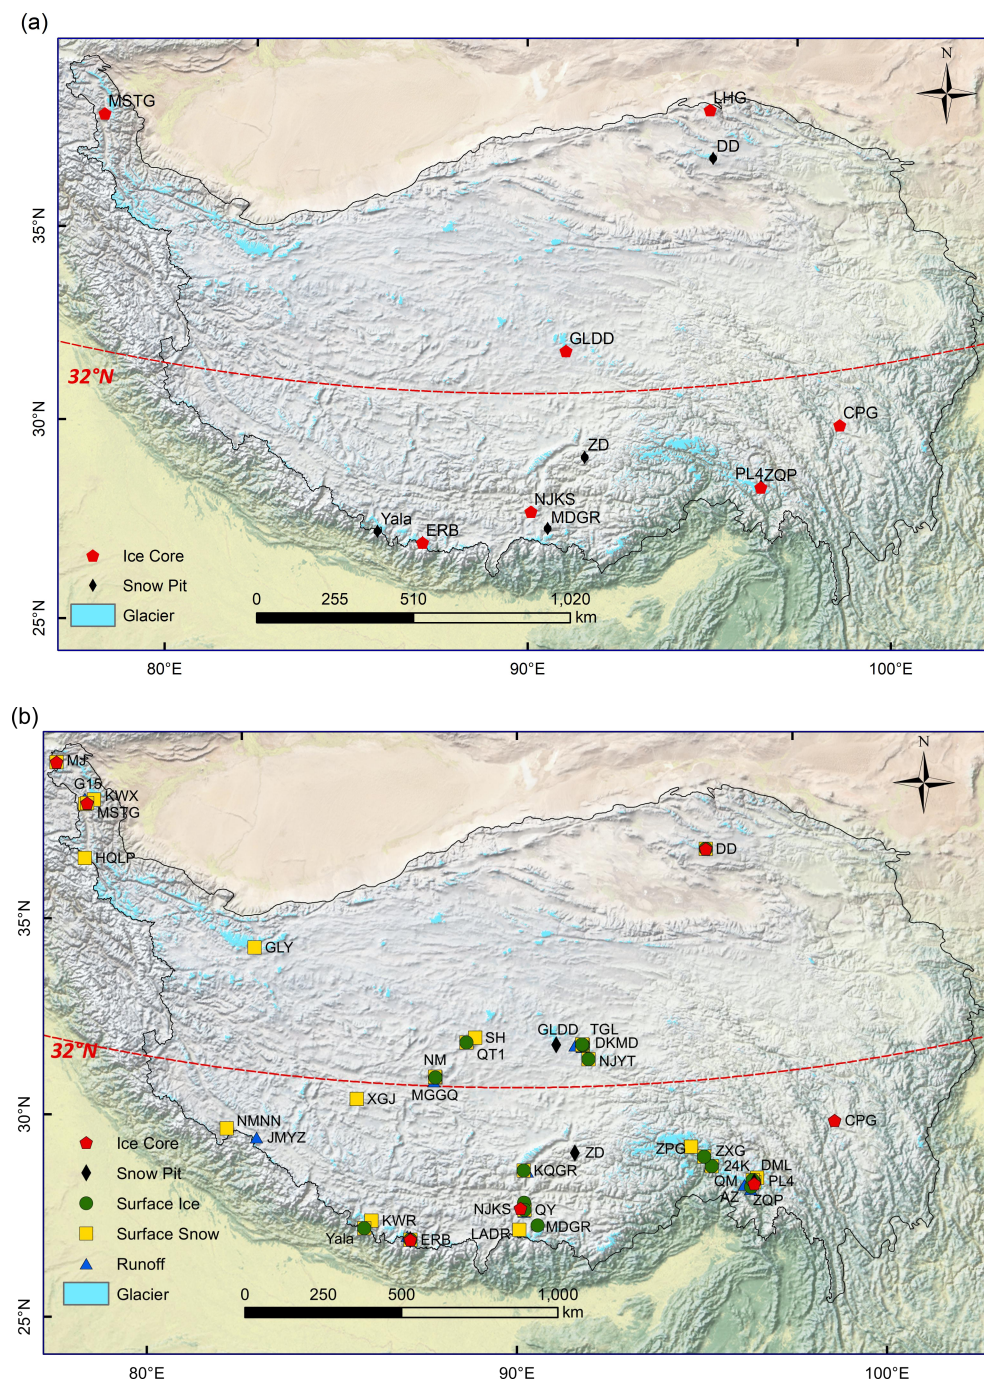 (a)
N
MSTG
LHG
DD
35°N
GLDD
32°N
CPG
30°N
ZD
PL4 ZQP
NJKS
MDGR
Yala
ERB
Ice Core
Snow Pit
Glacier
0 255 510 1,020
km
25°N
80°E 90°E 100°E
(b)
N
MJ
G15
KWX
MSTG
HQLP
DD
35°N
GLY
SH
QT1
GLDD
TGL
DKMD
NJYT
32°N
NM
MGGQ
XGJ
30°N
CPG
NMNN
JMYZ
ZD
ZPG
ZXG
24K
DML
QM
PL4
AZ
ZQP
KQGR
NJKS
QY
KWR
LADR
MDGR
Yala
ERB
Ice Core
Snow Pit
Surface Ice
Surface Snow
Runoff
Glacier
0 250 500 1,000
km
25°N
80°E 90°E 100°E